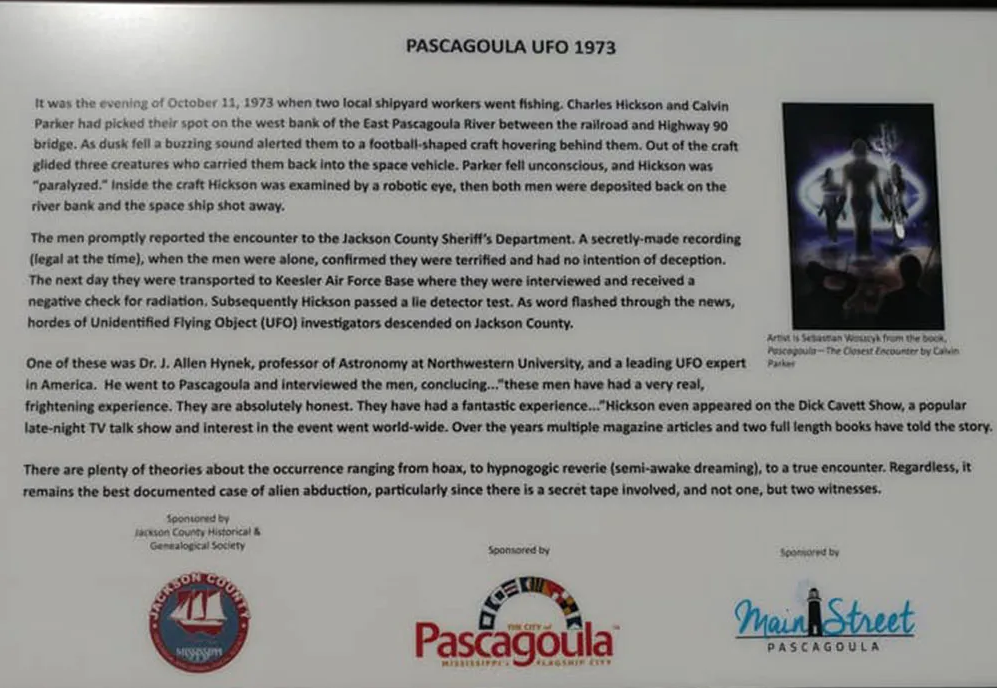 PASCAGOULA UFO 1973
It was the evening of October 11, 1973 when two local shipyard workers went fishing. Charles Hickson and Calvin
Parker had picked their spot on the west bank of the East Pascagoula River between the railroad and Highway 90
bridge. As dusk fell a buzzing sound alerted them to a football-shaped craft hovering behind them. Out of the craft
glided three creatures who carried them back into the space vehicle. Parker fell unconscious, and Hickson was
“paralyzed.” Inside the craft Hickson was examined by a robotic eye, then both men were deposited back on the
river bank and the space ship shot away.
The men promptly reported the encounter to the Jackson County Sheriff’s Department. A secretly-made recording
(legal at the time), when the men were alone, confirmed they were terrified and had no intention of deception.
The next day they were transported to Keesler Air Force Base where they were interviewed and received a
negative check for radiation. Subsequently Hickson passed a lie detector test. As word flashed through the news,
hordes of Unidentified Flying Object (UFO) investigators descended on Jackson County.
Artist is Sebastian Woszcyk from the book,
Pascagoula—The Closest Encounter by Calvin
Parker
One of these was Dr. J. Allen Hynek, professor of Astronomy at Northwestern University, and a leading UFO expert
in America. He went to Pascagoula and interviewed the men, conclucing...“these men have had a very real,
frightening experience. They are absolutely honest. They have had a fantastic experience...”Hickson even appeared on the Dick Cavett Show, a popular
late-night TV talk show and interest in the event went world-wide. Over the years multiple magazine articles and two full length books have told the story.
There are plenty of theories about the occurrence ranging from hoax, to hypnogogic reverie (semi-awake dreaming), to a true encounter. Regardless, it
remains the best documented case of alien abduction, particularly since there is a secret tape involved, and not one, but two witnesses.
Sponsored by
Jackson County Historical &
Genealogical Society
JACKSON COUNTY
MISSISSIPPI
Sponsored by
THE CITY of
Pascagoula™
MISSISSIPPI'S FLAGSHIP CITY
Sponsored by
Main Street
PASCAGOULA